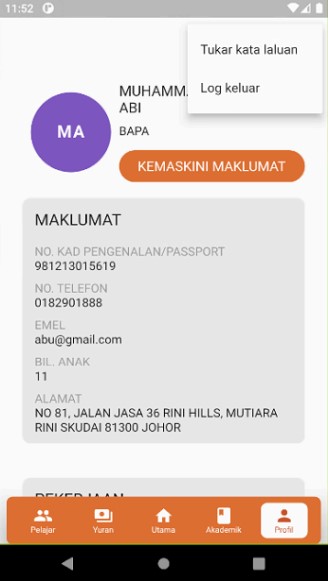 11:52
Tukar kata laluan
Log keluar
MUHAMM
ABI
MA
BAPA
KEMASKINI MAKLUMAT
MAKLUMAT
NO. KAD PENGENALAN/PASSPORT
981213015619
NO. TELEFON
0182901888
EMEL
abu@gmail.com
BIL. ANAK
11
ALAMAT
NO 81, JALAN JASA 36 RINI HILLS, MUTIARA
RINI SKUDAI 81300 JOHOR
PEKERJAAN
Pelajar
Yuran
Utama
Akademik
Profil